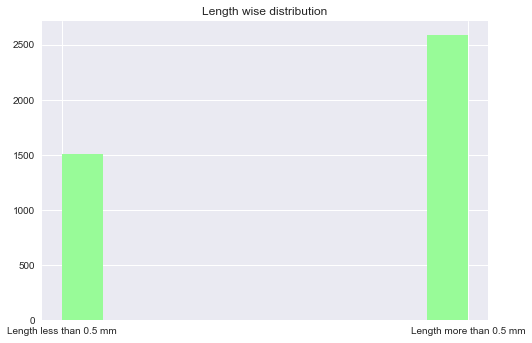 Length wise distribution
2500
2000
1500
1000
500
0
Length less than 0.5 mm
Length more than 0.5 mm